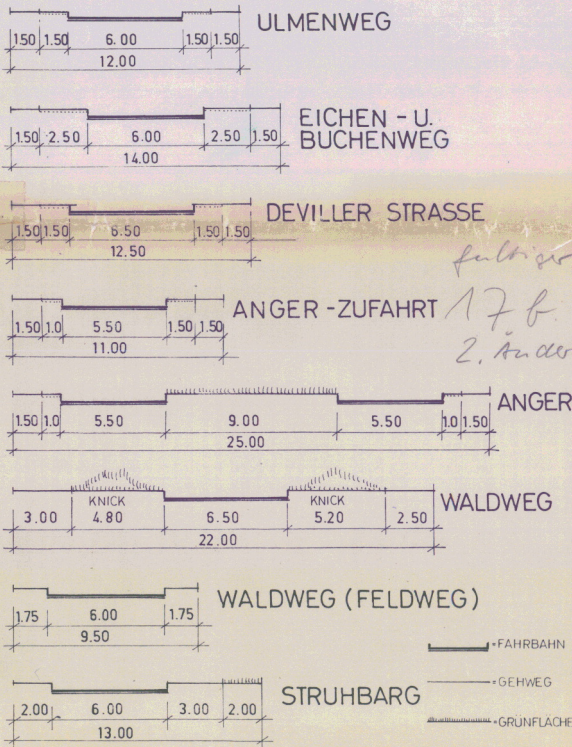 ULMENWEG
1.50 1.50 6.00 1.50 1.50
12.00
EICHEN - U.
BUCHENWEG
1.50 2.50 6.00 2.50 1.50
14.00
DEVILLER STRASSE
1.50 1.50 6.50 1.50 1.50
12.50
gültiger
ANGER - ZUFAHRT
17 b.
1.50 1.0 5.50 1.50 1.50
2. Änder
11.00
ANGER
1.50 1.0 5.50 9.00 5.50 1.0 1.50
25.00
KNICK KNICK
WALDWEG
3.00 4.80 6.50 5.20 2.50
22.00
WALDWEG (FELDWEG)
1.75 6.00 1.75
9.50
= FAHRBAHN
= GEHWEG
STRUHBARG
2.00 6.00 3.00 2.00
= GRÜNFLÄCHE
13.00